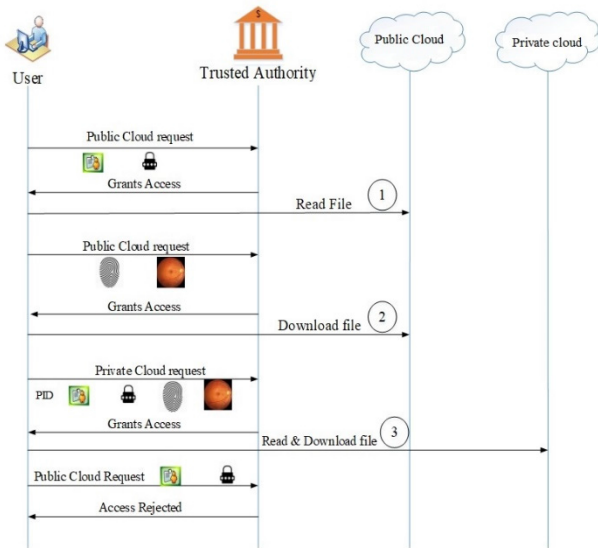 User
Trusted Authority
Public Cloud
Private cloud
$
Public Cloud request
Grants Access
Read File
1
Public Cloud request
Grants Access
Download file
2
Private Cloud request
PID
Grants Access
Read & Download file
3
Public Cloud Request
Access Rejected